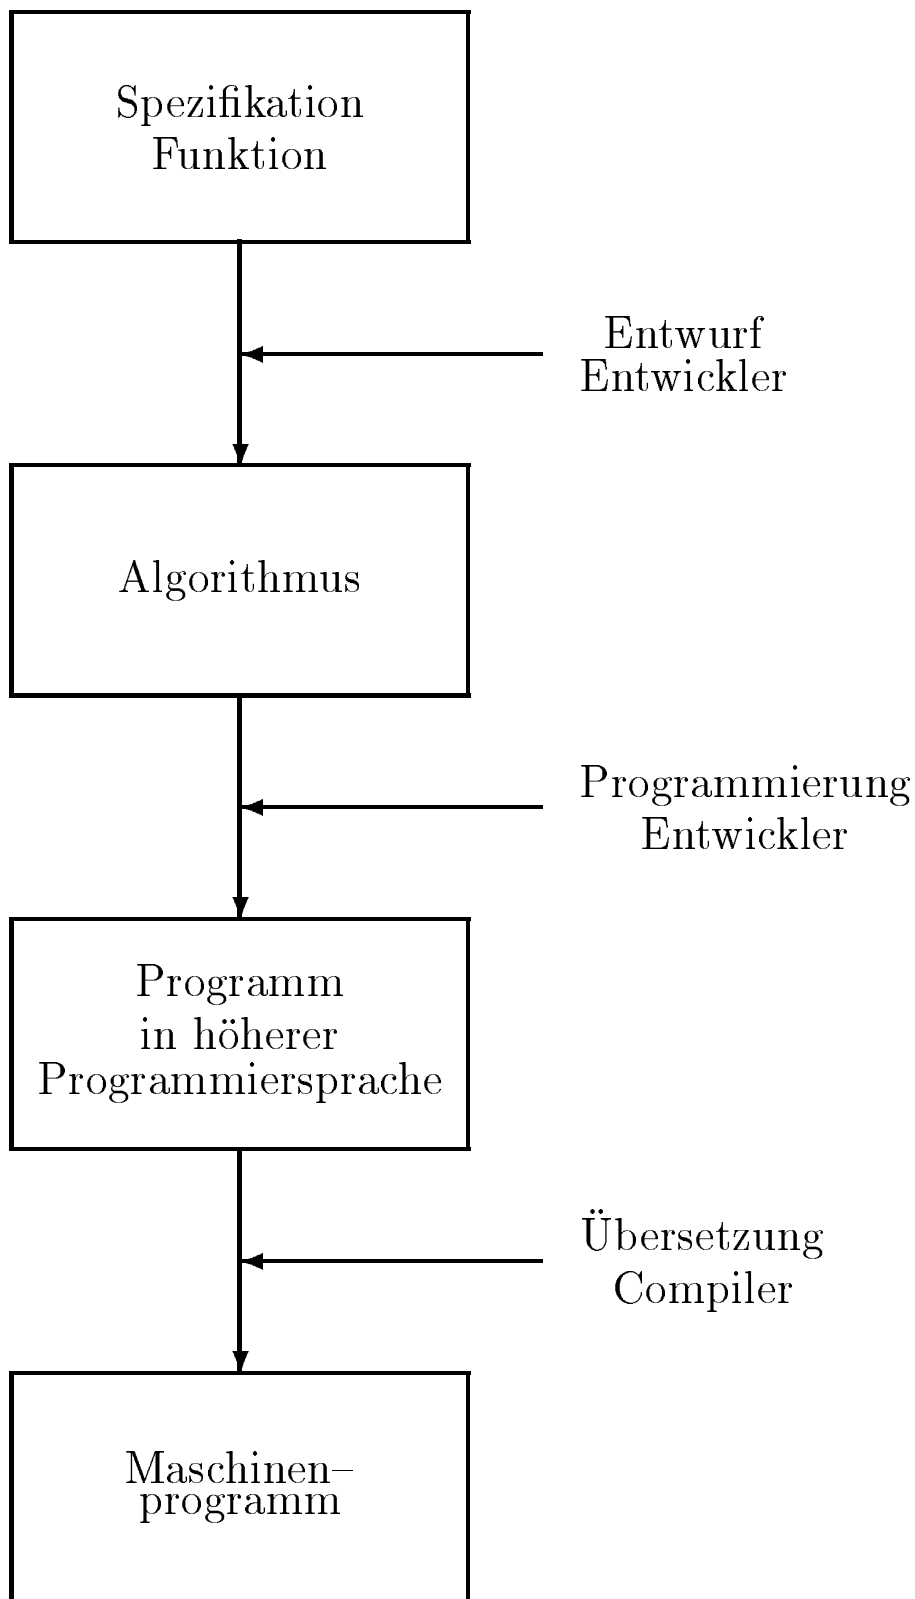 Spezifikation
Funktion
Entwurf
Entwickler
Algorithmus
Programmierung
Entwickler
Programm
in höherer
Programmiersprache
Übersetzung
Compiler
Maschinen–
programm